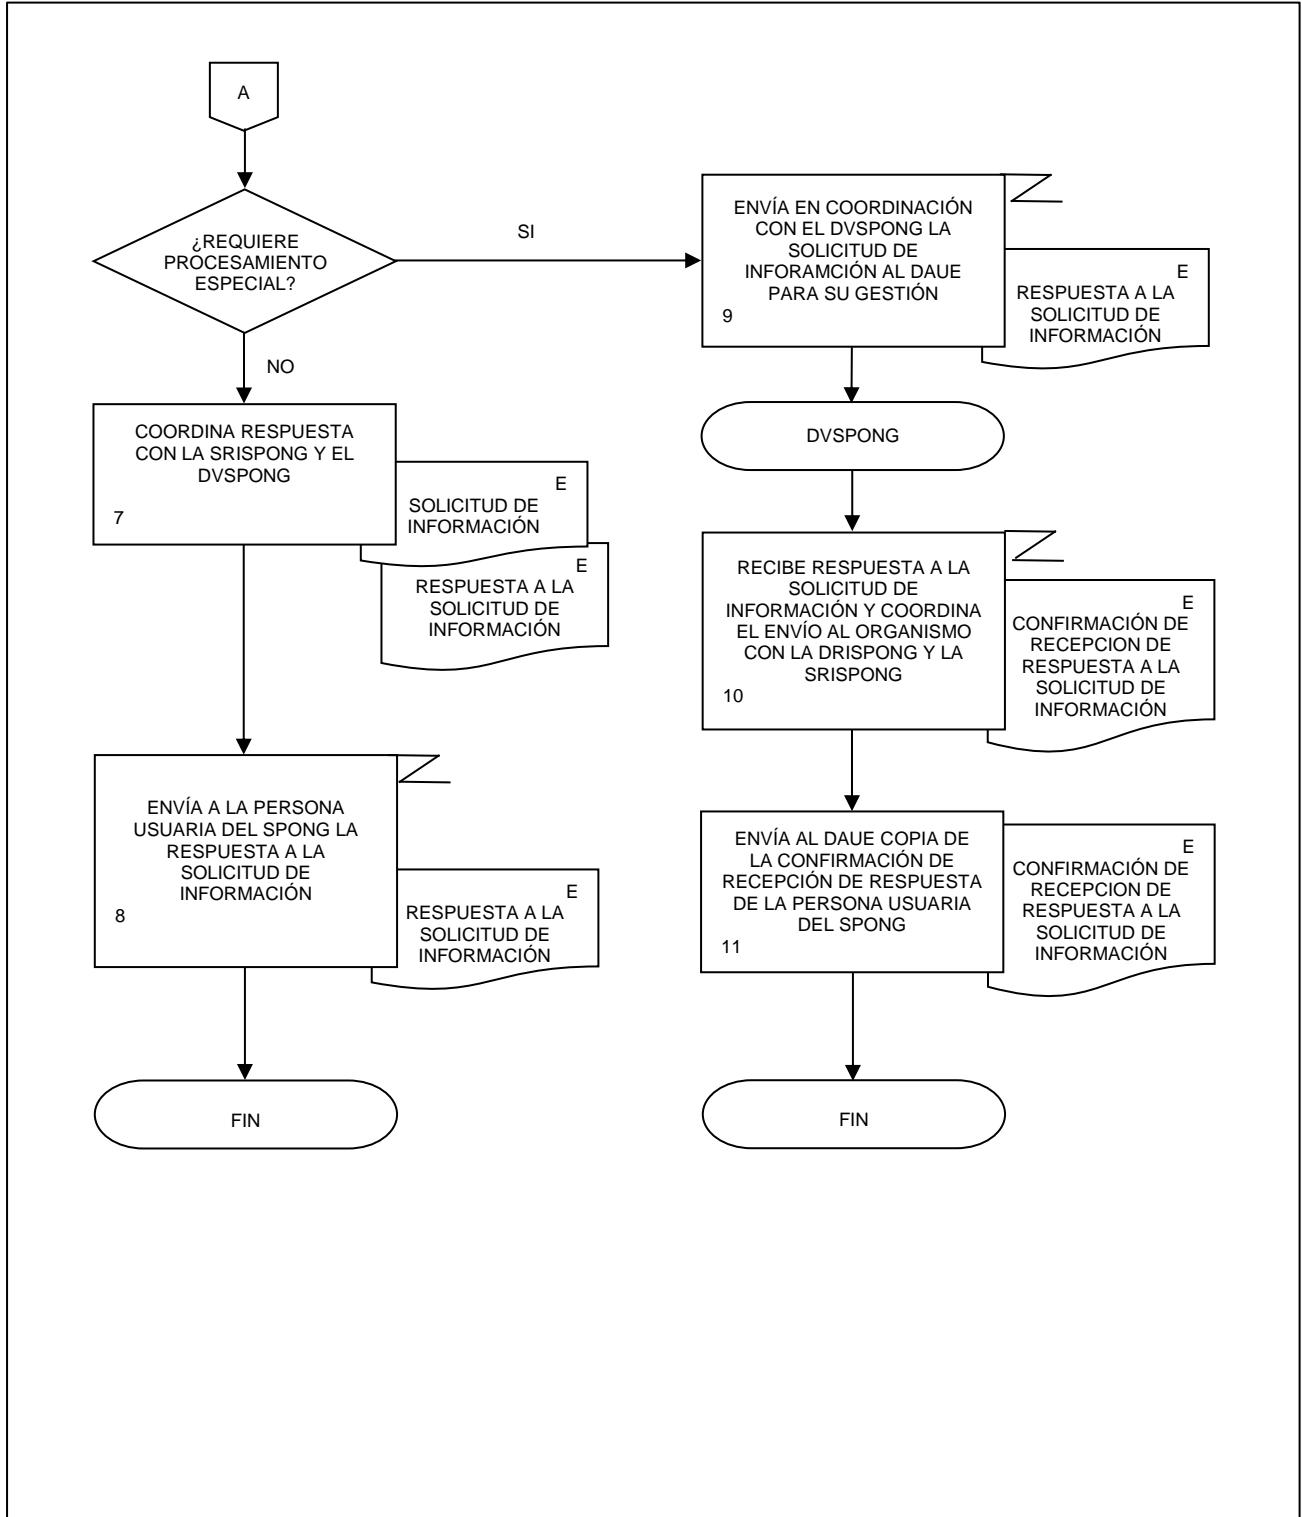 A
¿REQUIERE
PROCESAMIENTO
ESPECIAL?
SI
NO
COORDINA RESPUESTA
CON LA SRISPONG Y EL
DVSPONG
7
E
SOLICITUD DE
INFORMACIÓN
E
RESPUESTA A LA
SOLICITUD DE
INFORMACIÓN
ENVÍA A LA PERSONA
USUARIA DEL SPONG LA
RESPUESTA A LA
SOLICITUD DE
INFORMACIÓN
8
E
RESPUESTA A LA
SOLICITUD DE
INFORMACIÓN
FIN
ENVÍA EN COORDINACIÓN
CON EL DVSPONG LA
SOLICITUD DE
INFORAMCIÓN AL DAUE
PARA SU GESTIÓN
9
E
RESPUESTA A LA
SOLICITUD DE
INFORMACIÓN
DVSPONG
RECIBE RESPUESTA A LA
SOLICITUD DE
INFORMACIÓN Y COORDINA
EL ENVÍO AL ORGANISMO
CON LA DRISPONG Y LA
SRISPONG
10
E
CONFIRMACIÓN DE
RECEPCION DE
RESPUESTA A LA
SOLICITUD DE
INFORMACIÓN
ENVÍA AL DAUE COPIA DE
LA CONFIRMACIÓN DE
RECEPCIÓN DE RESPUESTA
DE LA PERSONA USUARIA
DEL SPONG
11
E
CONFIRMACIÓN DE
RECEPCION DE
RESPUESTA A LA
SOLICITUD DE
INFORMACIÓN
FIN